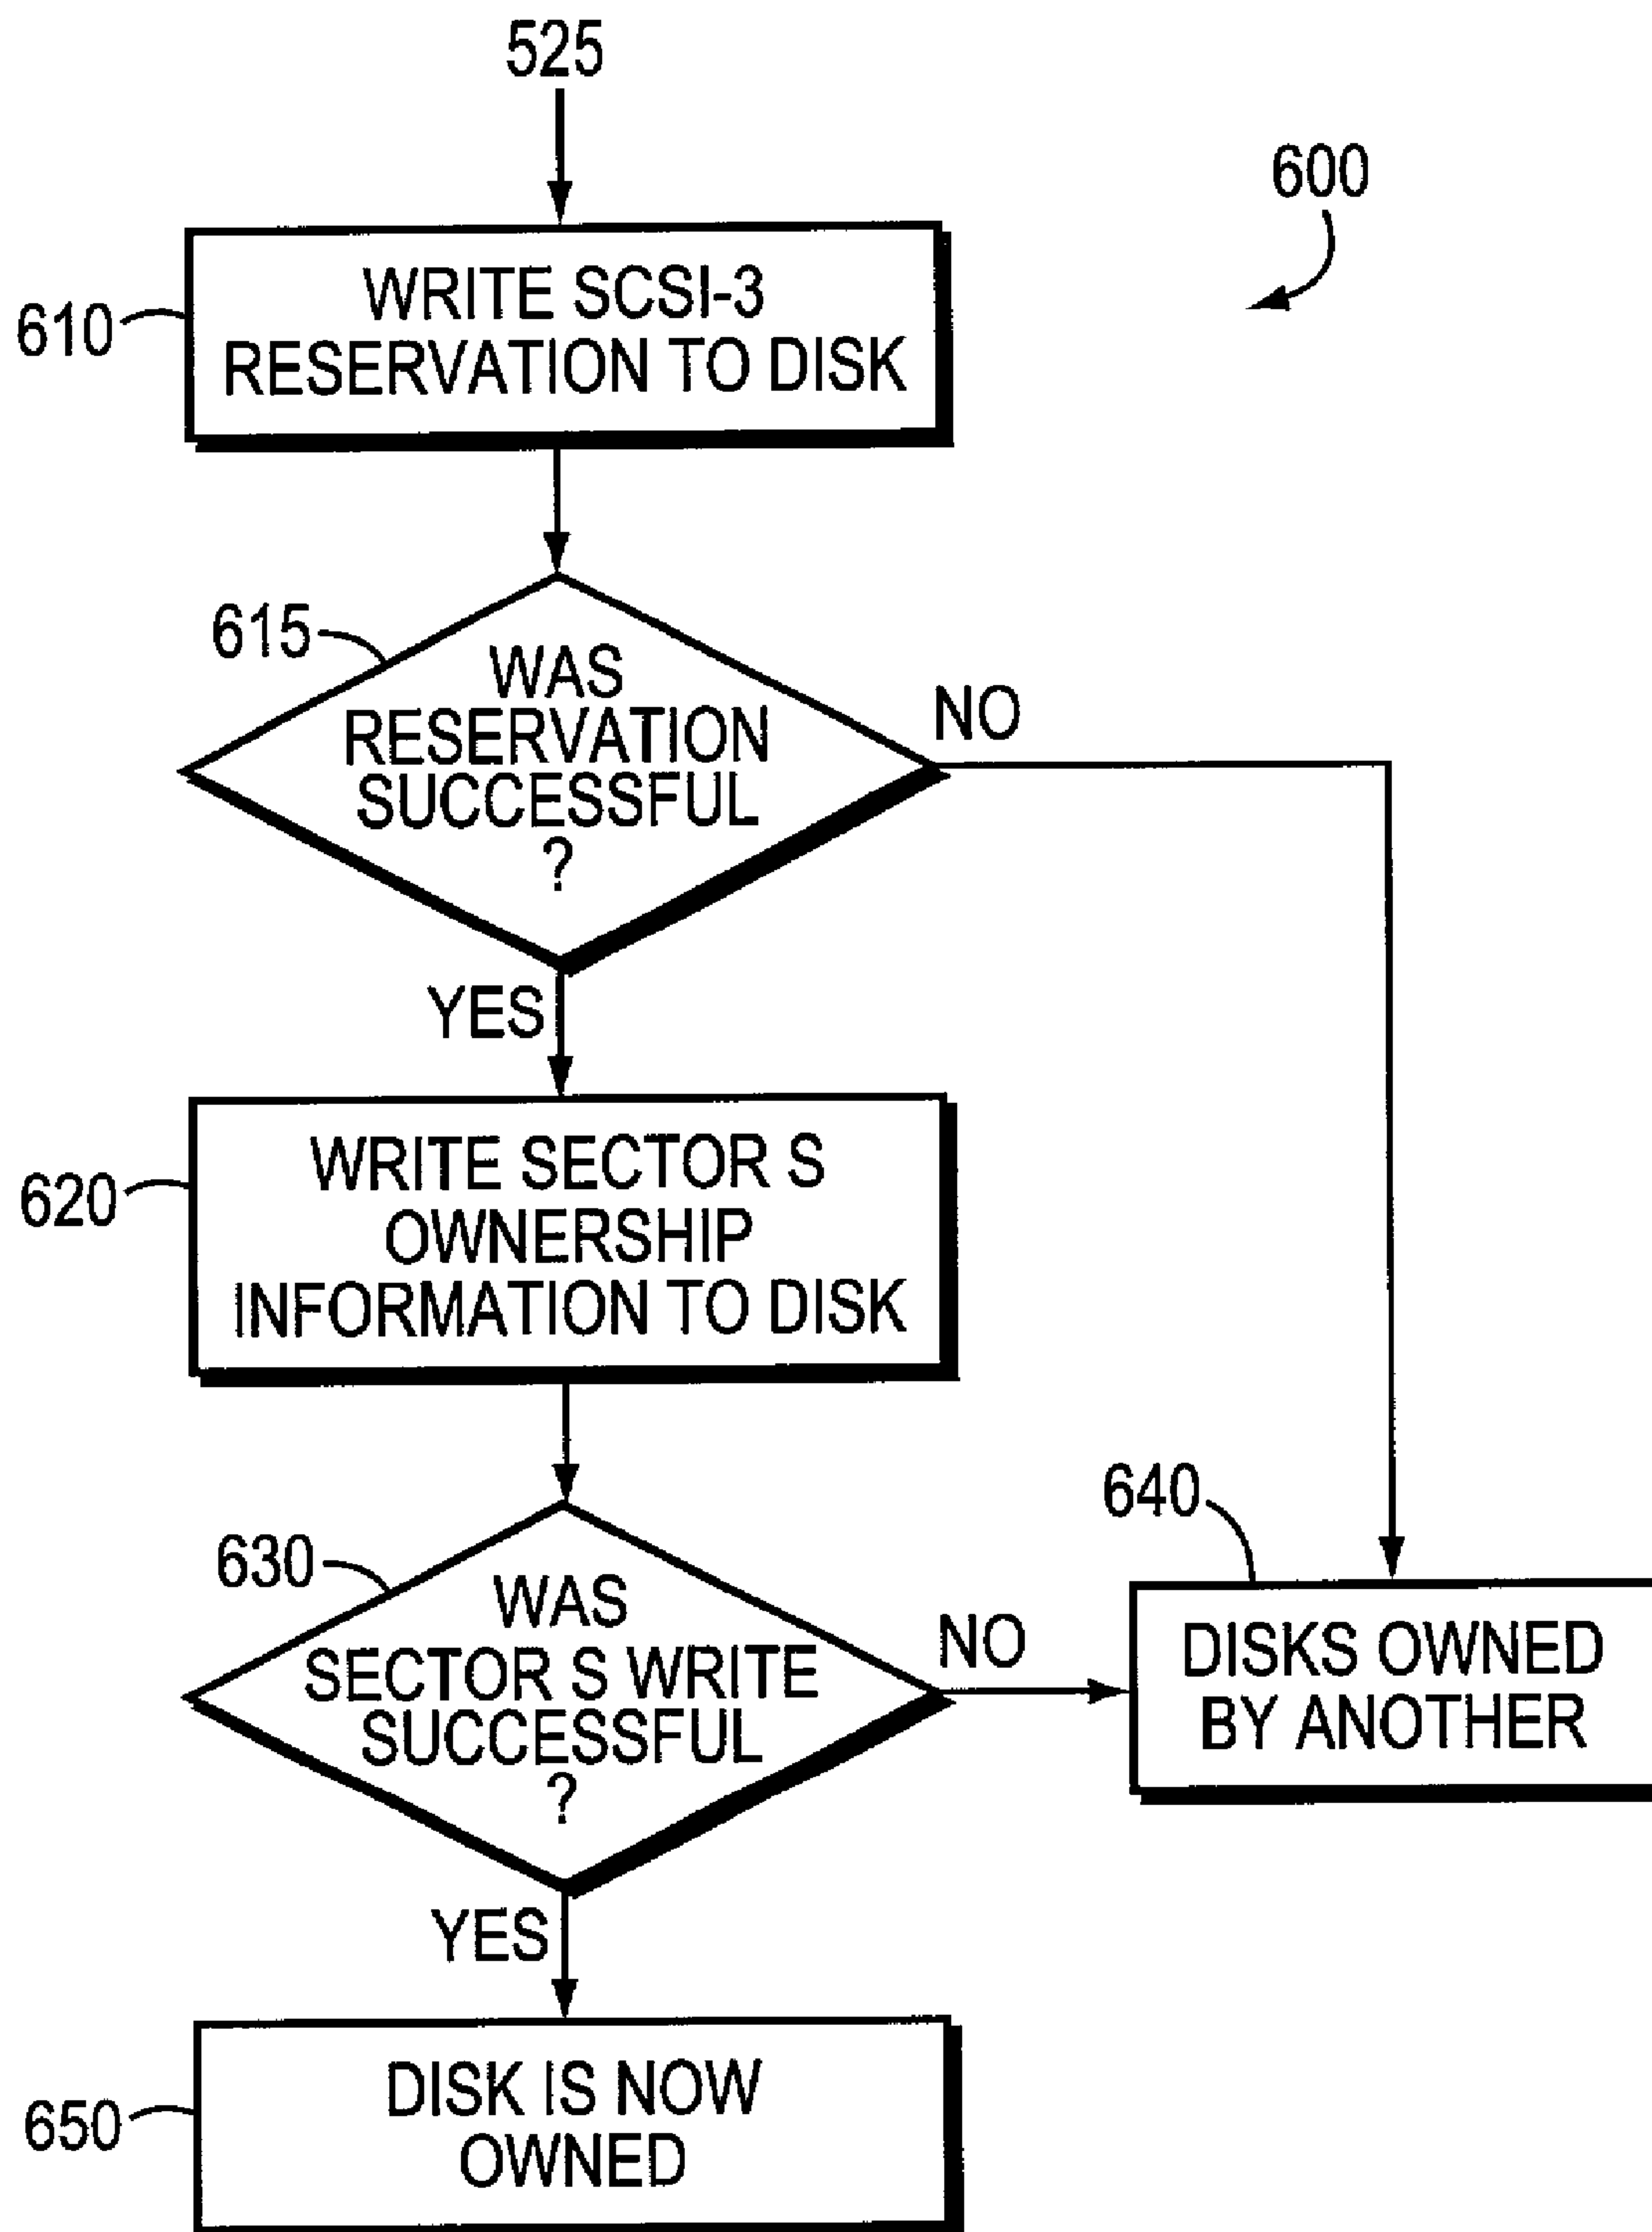 525
600
610
WRITE SCSI-3
RESERVATION TO DISK
615
WAS
RESERVATION
SUCCESSFUL
?
NO
YES
620
WRITE SECTOR S
OWNERSHIP
INFORMATION TO DISK
630
WAS
SECTOR S WRITE
SUCCESSFUL
?
NO
640
DISKS OWNED
BY ANOTHER
YES
650
DISK IS NOW
OWNED